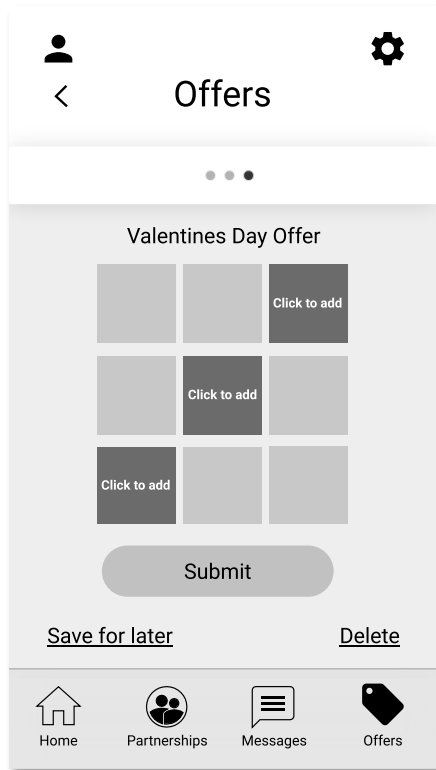 Offers
Valentines Day Offer
Click to add
Click to add
Click to add
Submit
Save for later Delete
Home Partnerships Messages Offers